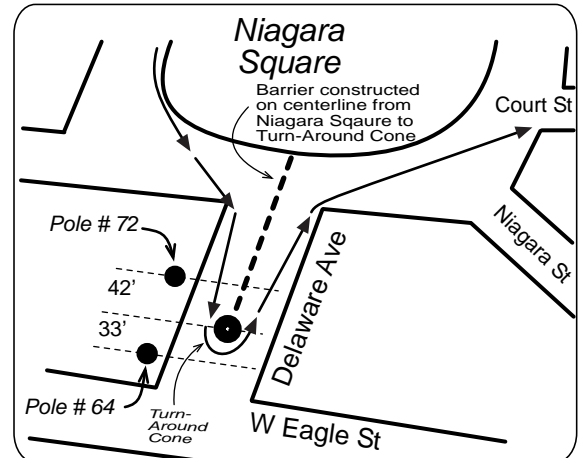 Niagara
Square
Barrier constructed
on centerline from
Niagara Sqaure to
Turn-Around Cone
Court St
Pole # 72
Niagara St
42'
Delaware Ave
33'
Pole # 64
Turn-
Around
Cone
W Eagle St